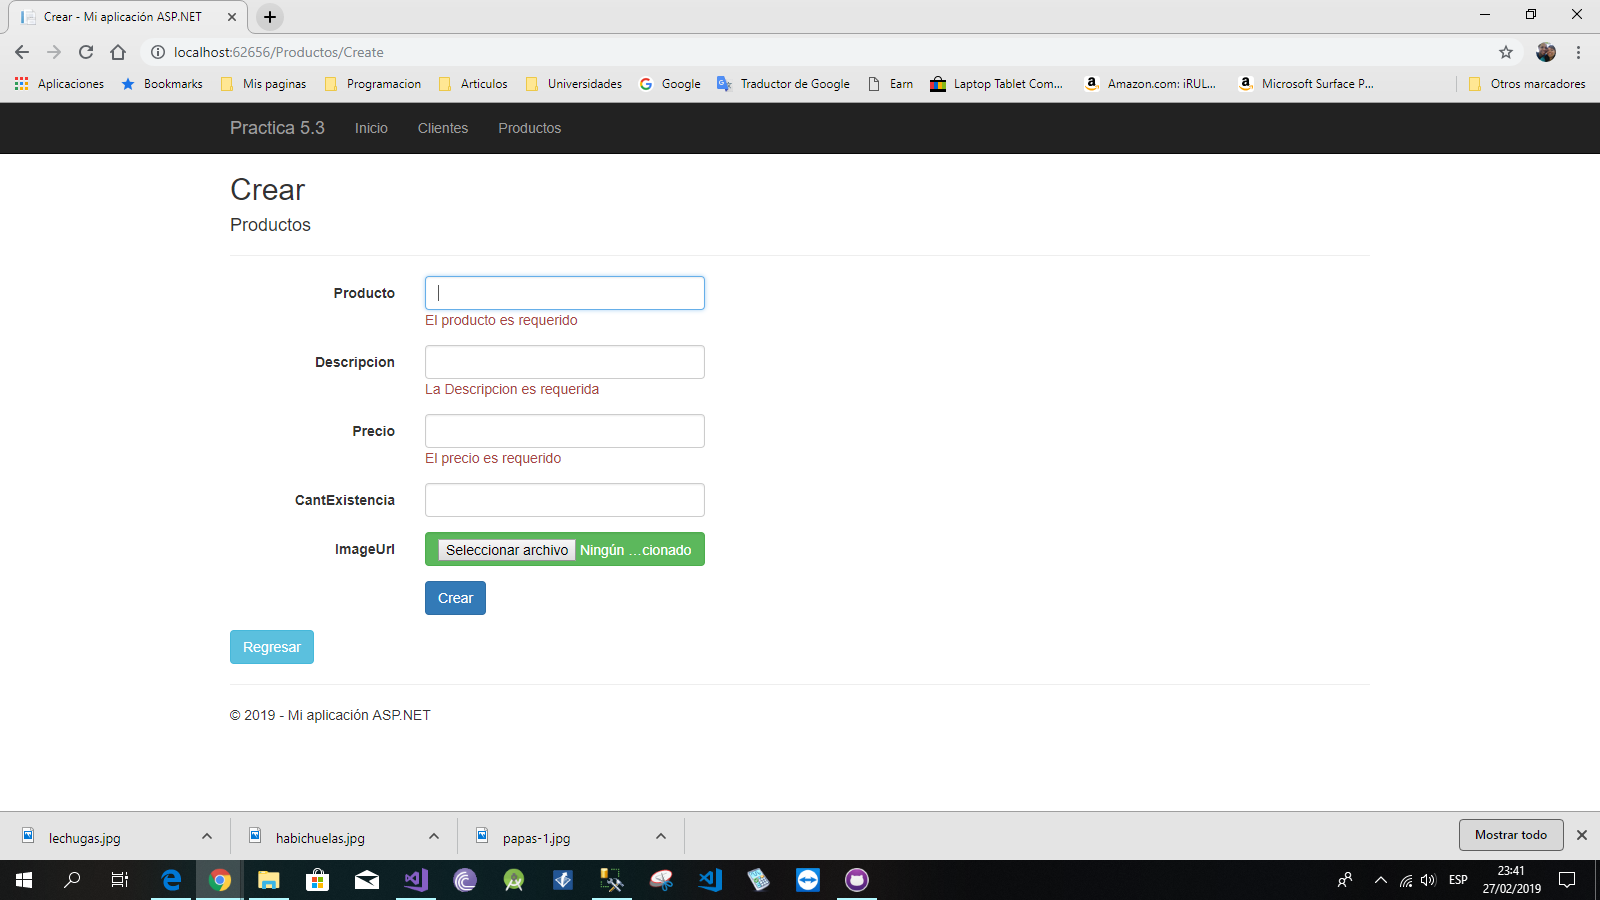 Crear - Mi aplicación ASP.NET
localhost:62656/Productos/Create
Aplicaciones Bookmarks Mis paginas Programacion Articulos Universidades Google Traductor de Google Earn Laptop Tablet Com... Amazon.com: iRUL... Microsoft Surface P... Otros marcadores
Practica 5.3 Inicio Clientes Productos
Crear
Productos
Producto
El producto es requerido
Descripcion
La Descripcion es requerida
Precio
El precio es requerido
CantExistencia
ImageUrl Seleccionar archivo Ningún ...cionado
Crear
Regresar
© 2019 - Mi aplicación ASP.NET
lechugas.jpg habichuelas.jpg papas-1.jpg Mostrar todo
ESP 23:41
27/02/2019